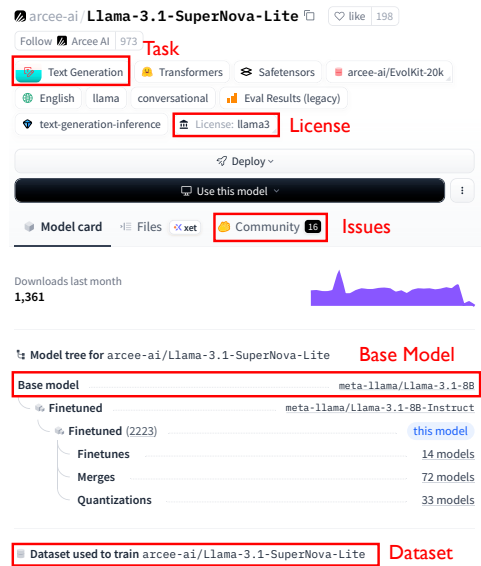 arcee-ai/Llama-3.1-SuperNova-Lite like 198
Follow Arcee AI 973
Task
Text Generation Transformers Safetensors arcee-ai/EvolKit-20k
English llama conversational Eval Results (legacy)
text-generation-inference License: llama3 License
Deploy
Use this model
Model card Files xet Community 16 Issues
Downloads last month
1,361
Model tree for arcee-ai/Llama-3.1-SuperNova-Lite Base Model
Base model meta-llama/Llama-3.1-8B
Finetuned meta-llama/Llama-3.1-8B-Instruct
Finetuned (2223) this model
Finetunes 14 models
Merges 72 models
Quantizations 33 models
Dataset used to train arcee-ai/Llama-3.1-SuperNova-Lite Dataset